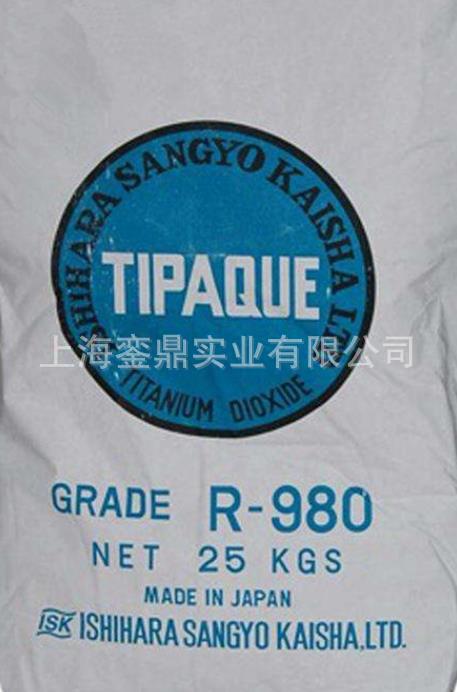 ISHIHARA SANGYO KAISHA LTD.
TIPAQUE
上海銮鼎实业有限公司
TITANIUM DIOXIDE
GRADE R-980
NET 25 KGS
MADE IN JAPAN
ISK ISHIHARA SANGYO KAISHA,LTD.